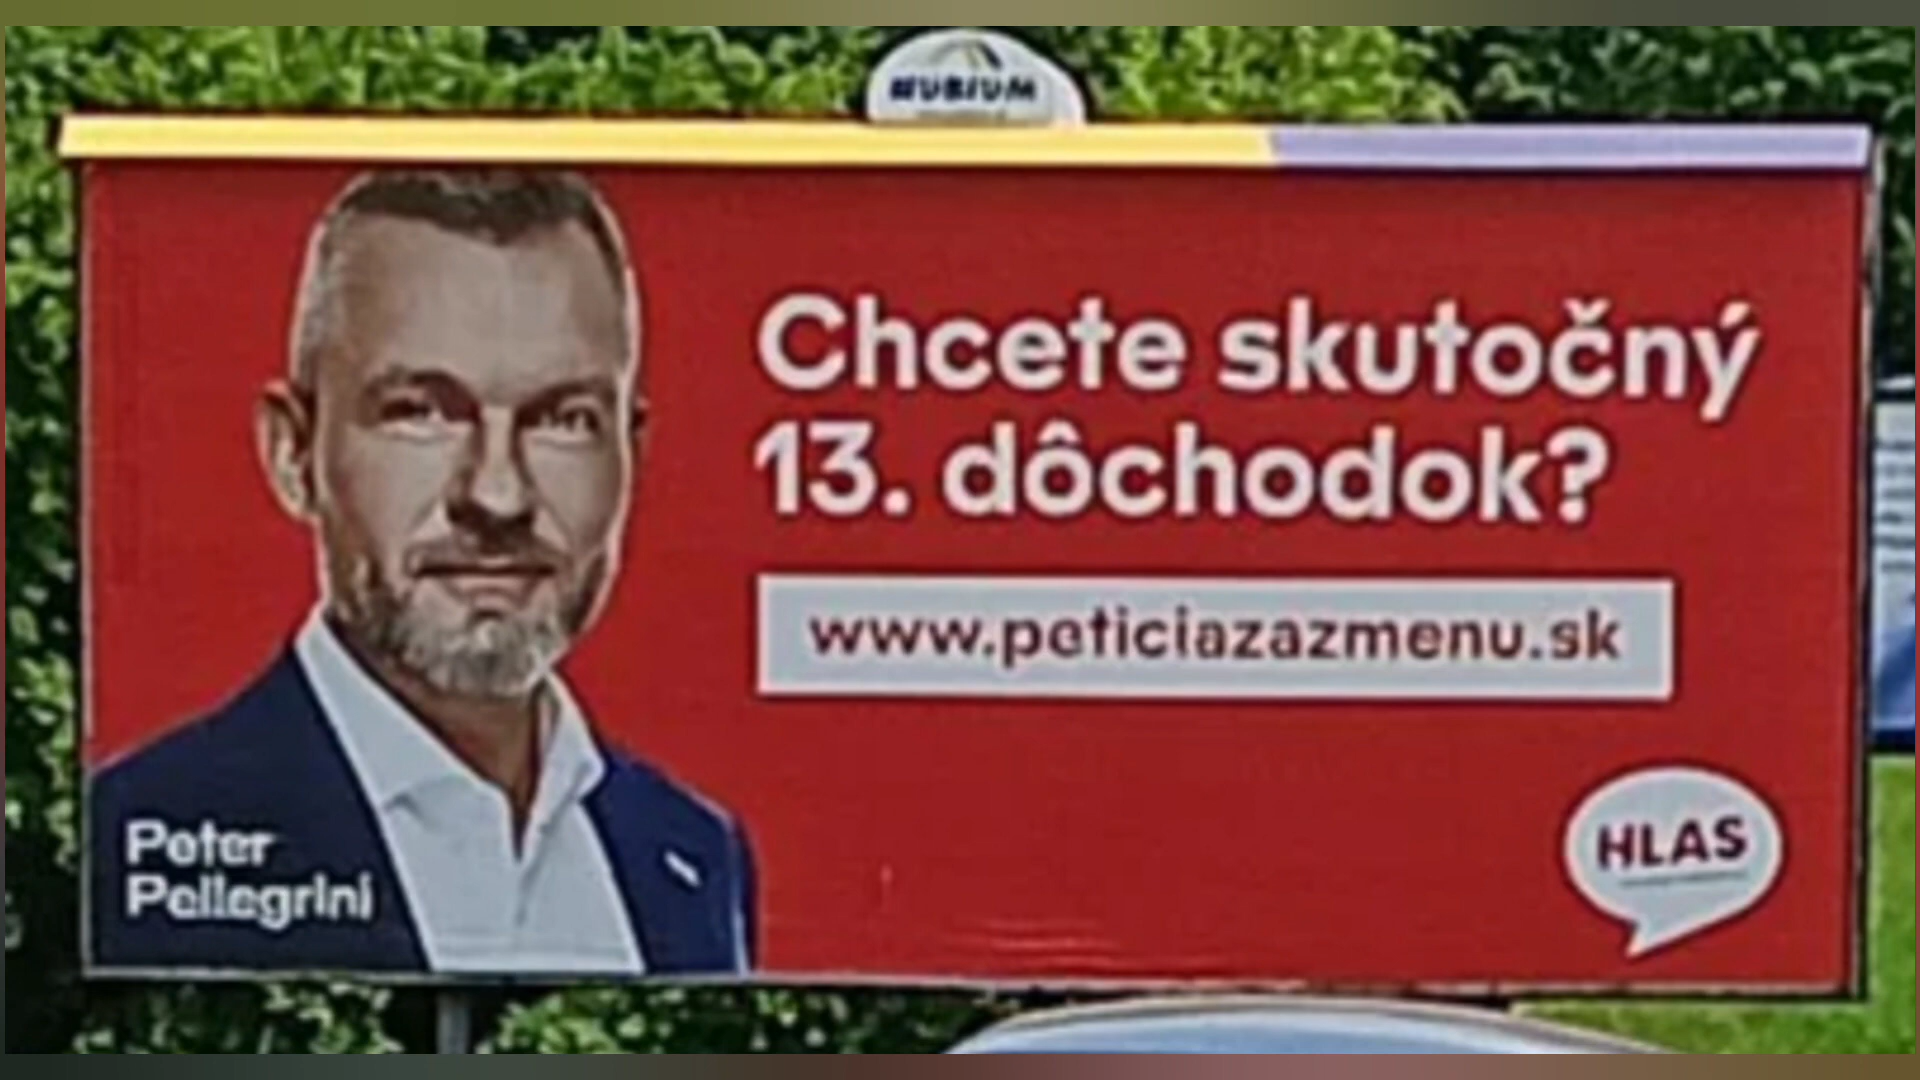 NUBIUM
Chcete skutočný
13. dôchodok?
www.peticiazazmenu.sk
HLAS
Peter
Pellegrini